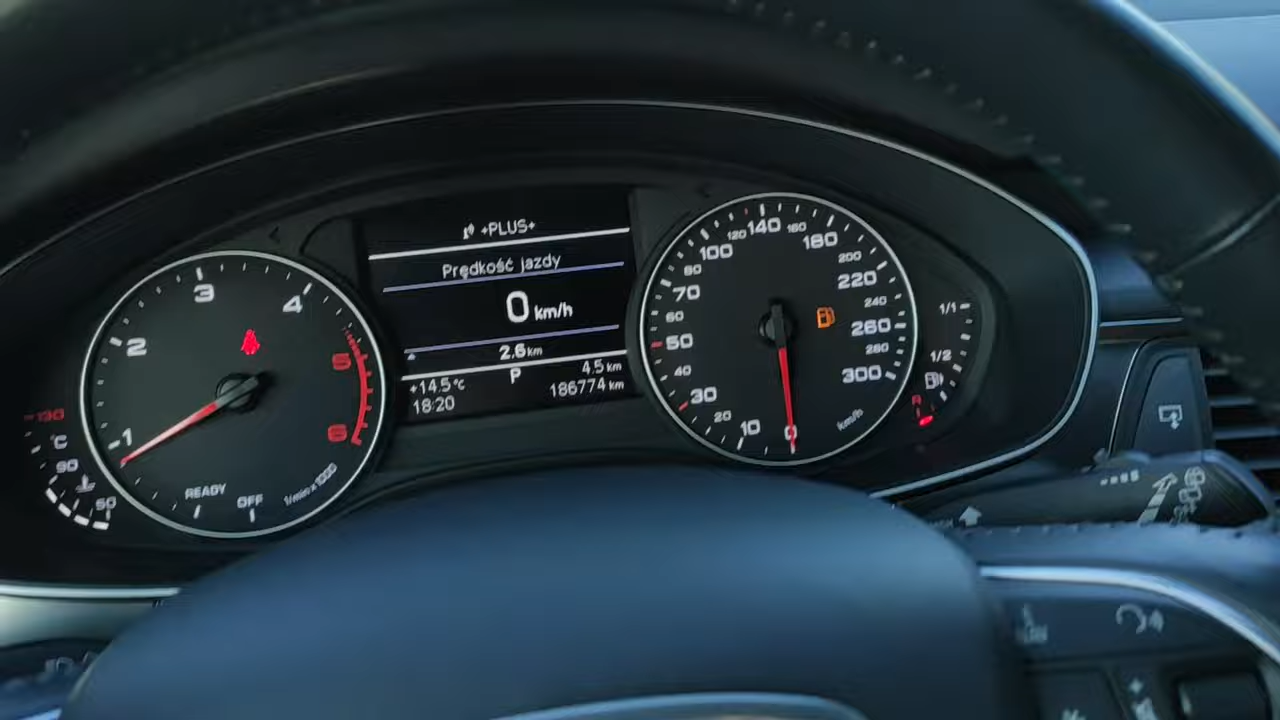 +PLUS+
Prędkość jazdy
0 km/h
2.6 km
+14.5°C P 4.5 km
18:20 186774 km
1
2
3
4
5
6
READY
OFF
1/min x 1000
130
°C
90
50
0
10
20
30
40
50
60
70
80
100
120
140
160
180
200
220
240
260
280
300
km/h
1/1
1/2
R